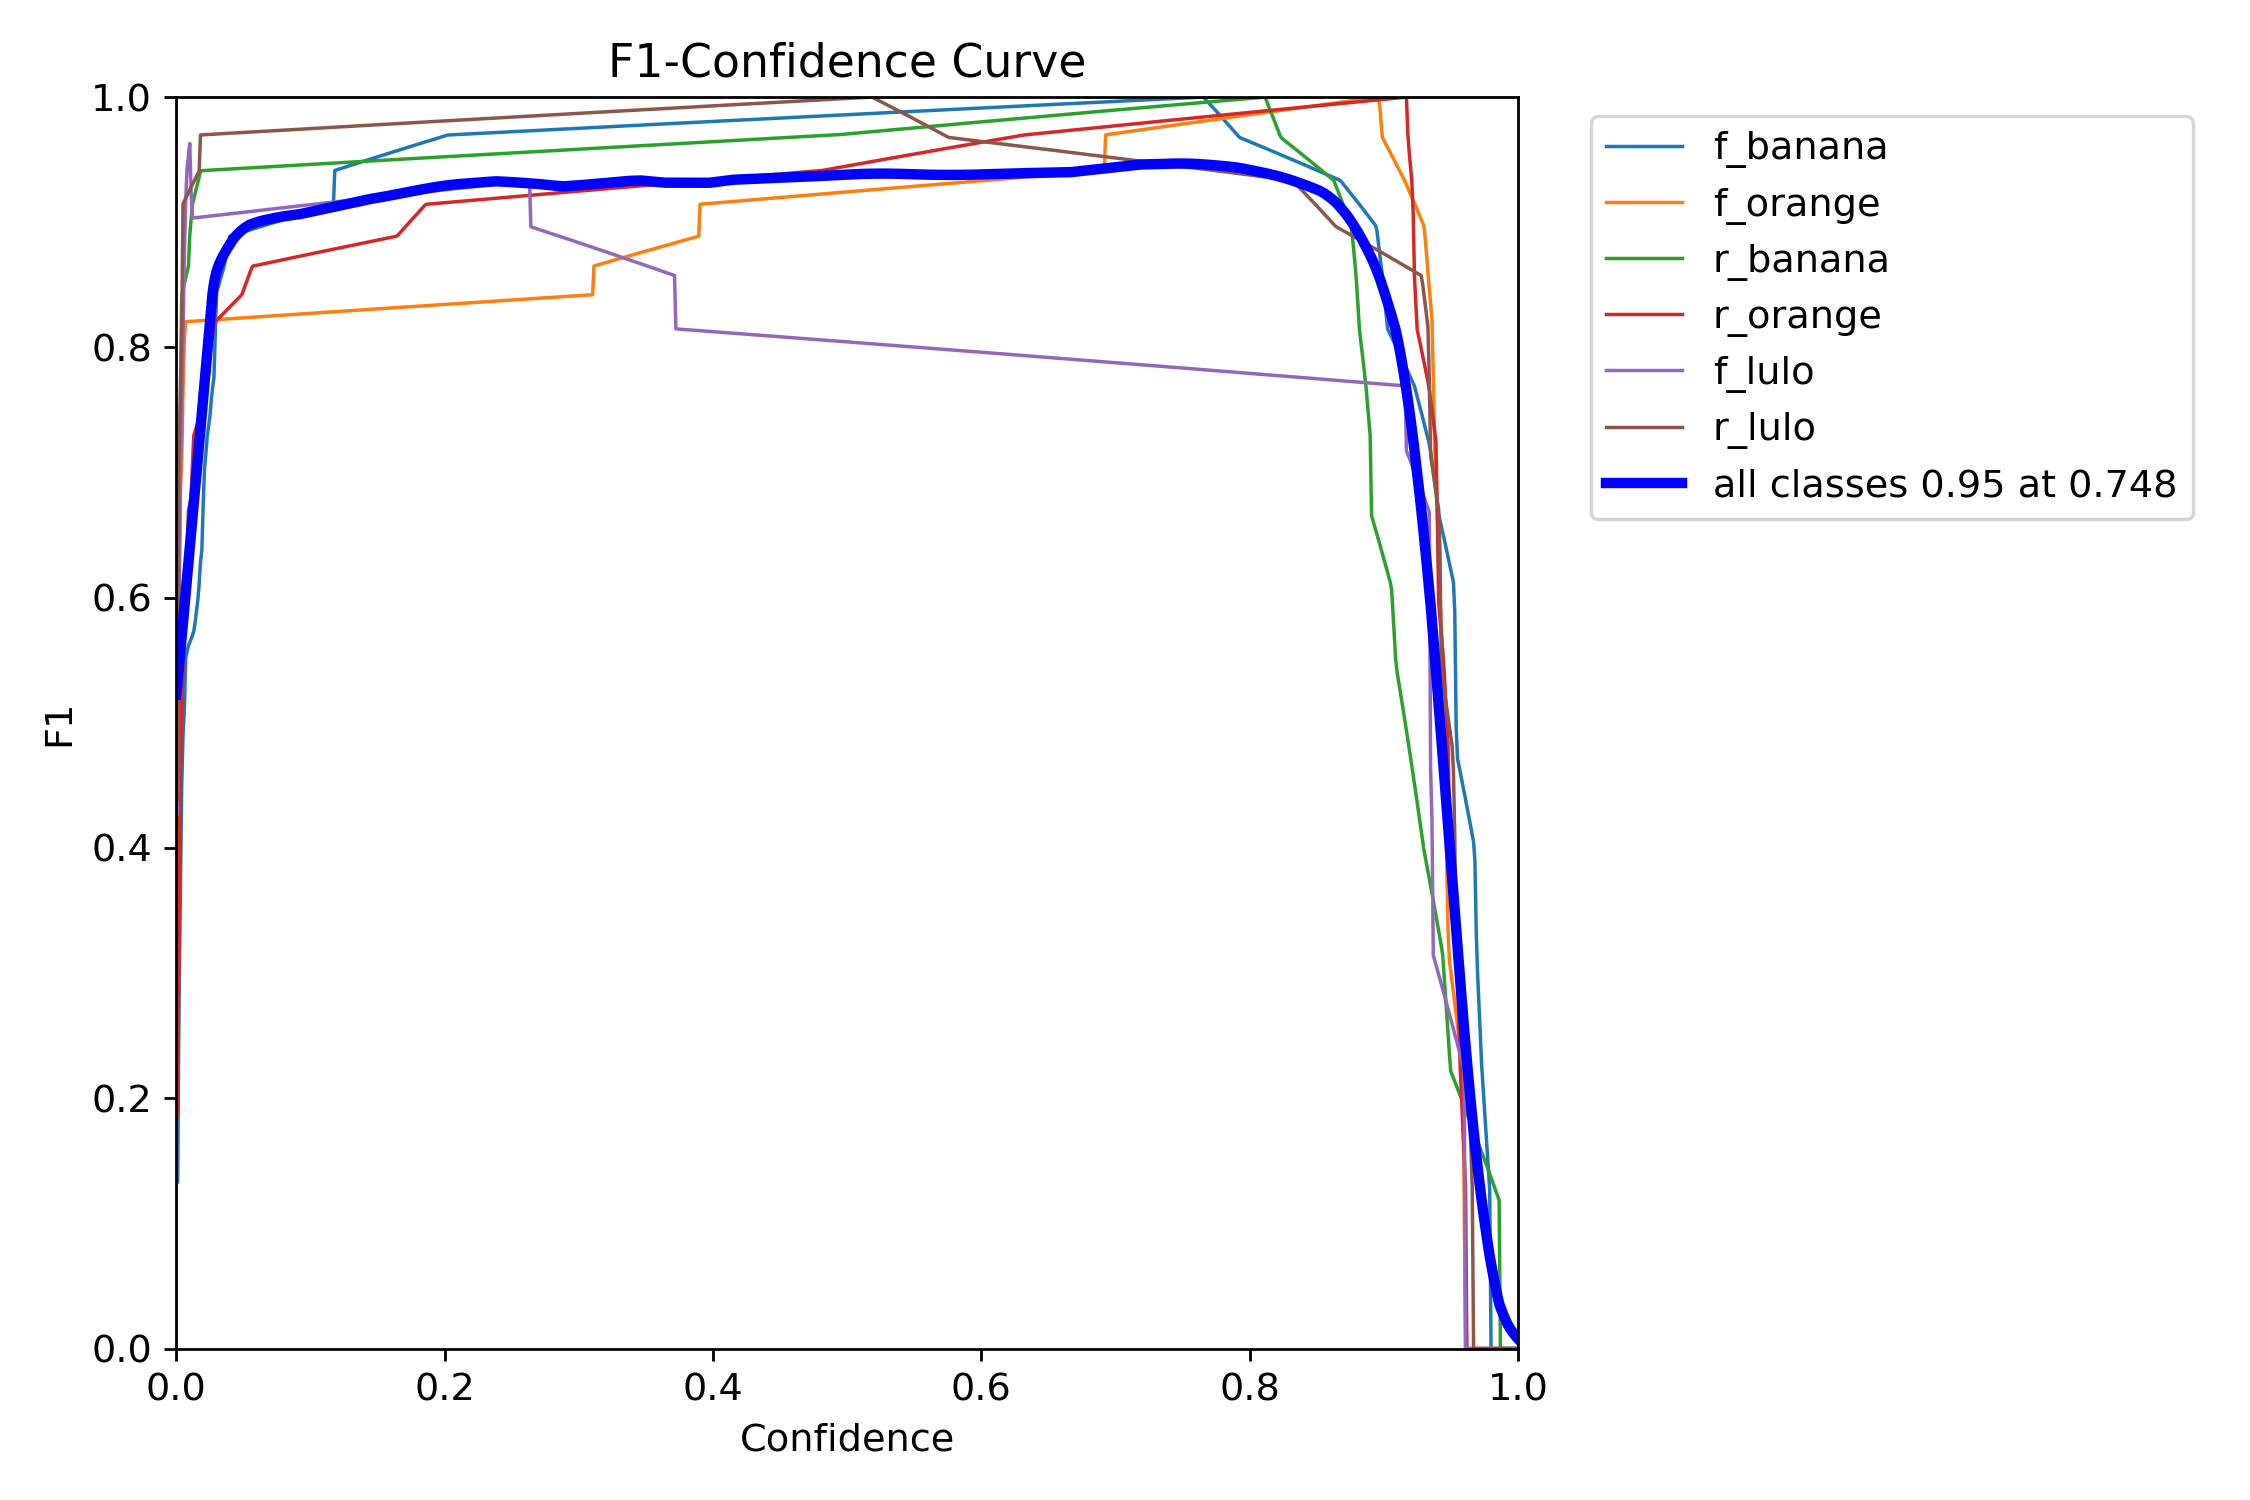 F1-Confidence Curve
1.0
0.8
0.6
0.4
0.2
0.0
F1
0.0 0.2 0.4 0.6 0.8 1.0
Confidence
f_banana
f_orange
r_banana
r_orange
f_lulo
r_lulo
all classes 0.95 at 0.748